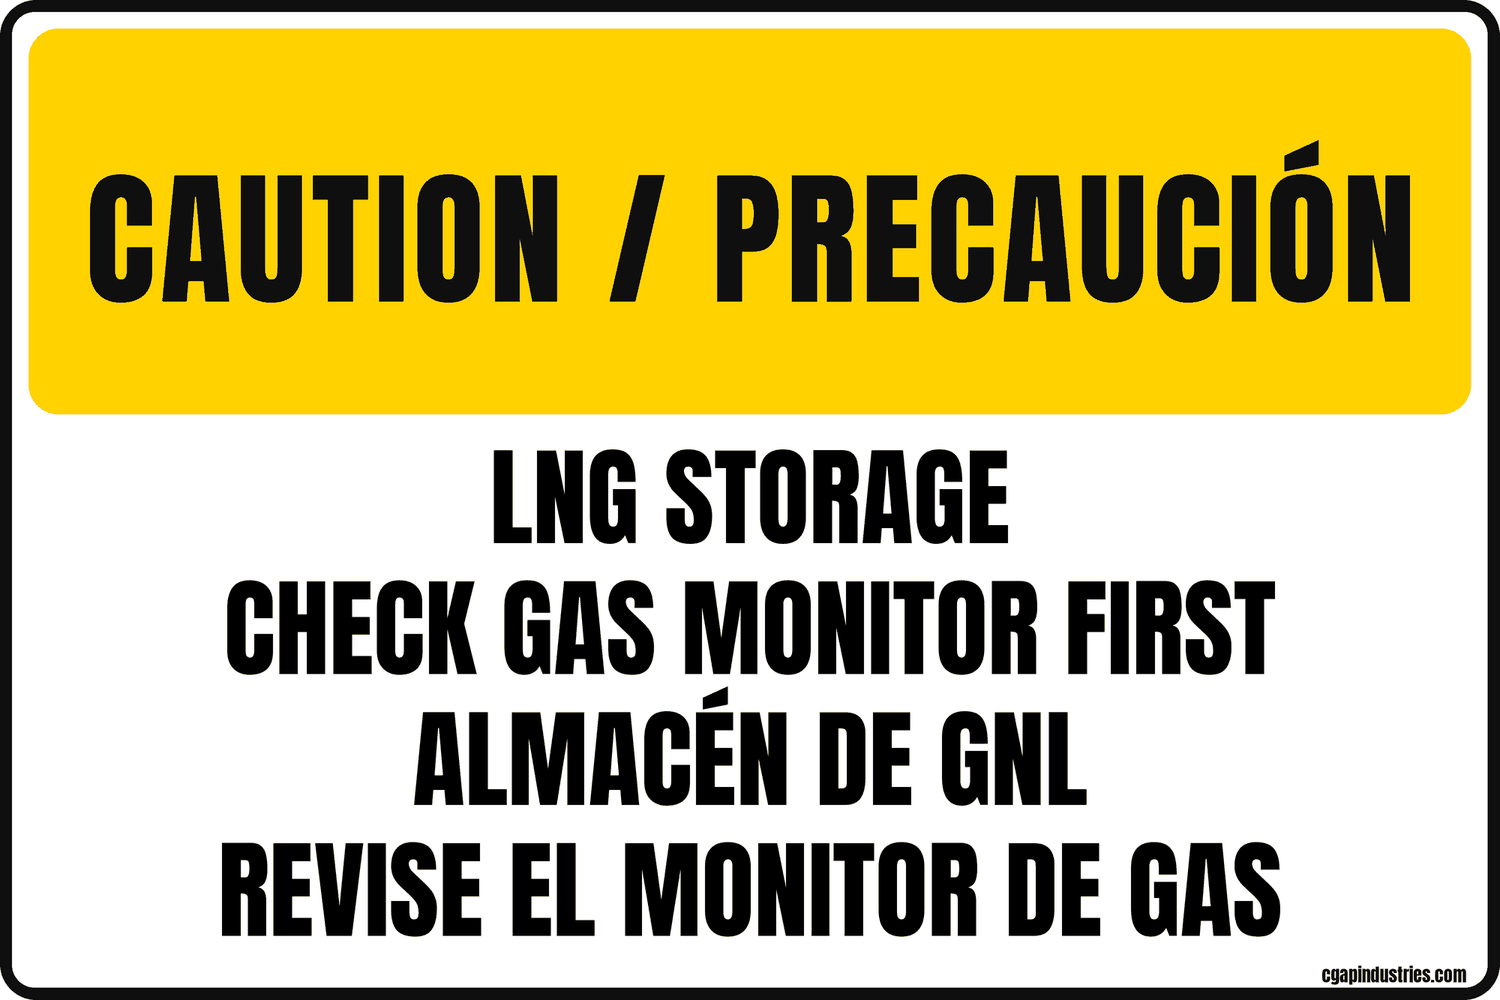 CAUTION / PRECAUCIÓN
LNG STORAGE
CHECK GAS MONITOR FIRST
ALMACÉN DE GNL
REVISE EL MONITOR DE GAS
cgapindustries.com